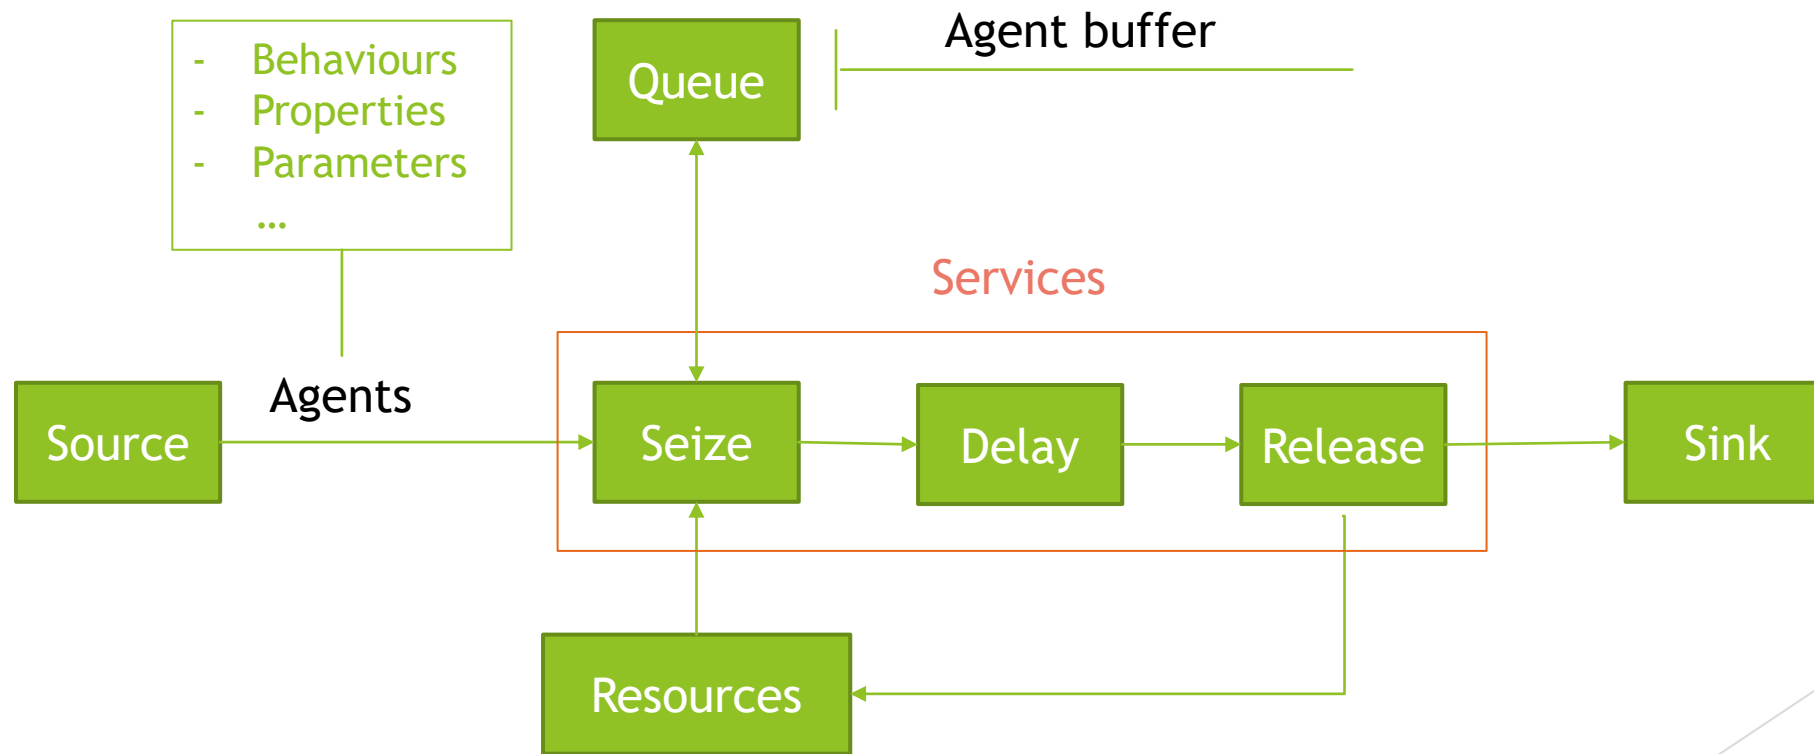 - Behaviours
- Properties
- Parameters
...
Queue
Agent buffer
Services
Agents
Source
Seize
Delay
Release
Sink
Resources